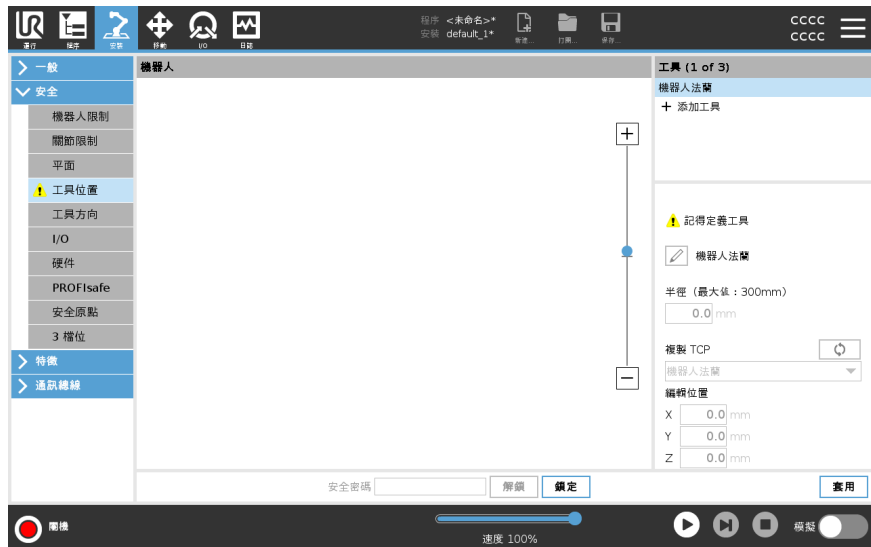 UR
運行
程序
安裝
移動
I/O
日誌
程序 <未命名>*
安裝 default_1*
新建...
打開...
保存...
CCCC
CCCC
一般
安全
機器人限制
關節限制
平面
工具位置
工具方向
I/O
硬件
PROFIsafe
安全原點
3 檔位
特徵
通訊總線
機器人
工具 (1 of 3)
機器人法蘭
添加工具
記得定義工具
機器人法蘭
半徑（最大值：300mm）
0.0 mm
複製 TCP
機器人法蘭
編輯位置
X 0.0 mm
Y 0.0 mm
Z 0.0 mm
安全密碼 解鎖 鎖定
套用
關機
速度 100%
模擬